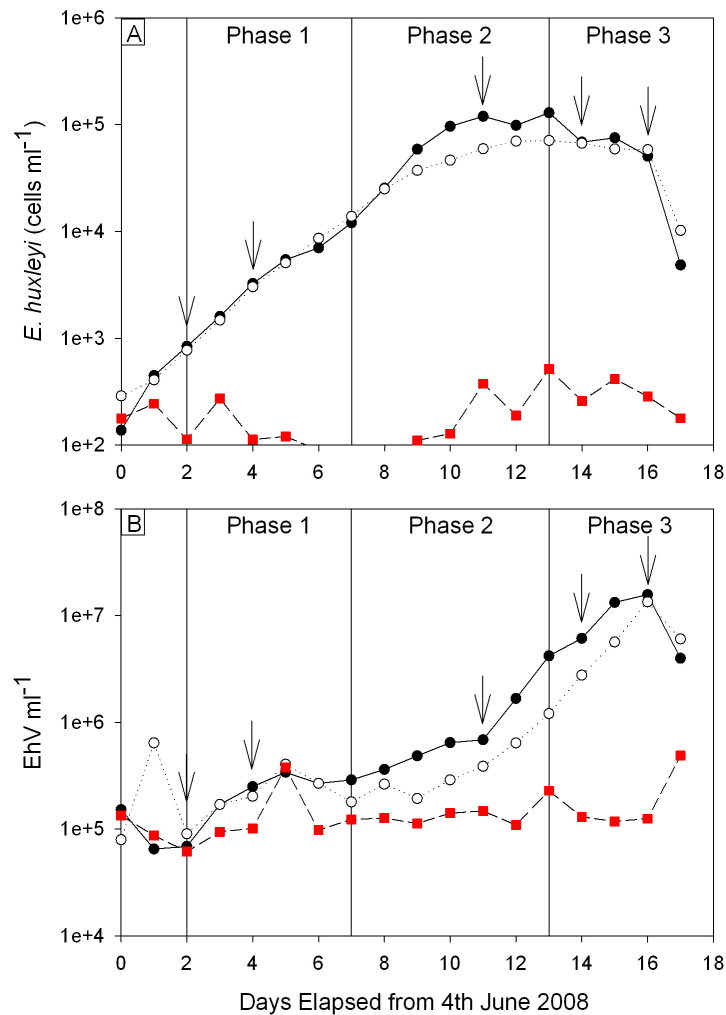 A
Phase 1
Phase 2
Phase 3
1e+6
1e+5
1e+4
1e+3
1e+2
E. huxleyi (cells ml⁻¹)
0 2 4 6 8 10 12 14 16 18
B
Phase 1
Phase 2
Phase 3
1e+8
1e+7
1e+6
1e+5
1e+4
EhV ml⁻¹
0 2 4 6 8 10 12 14 16 18
Days Elapsed from 4th June 2008